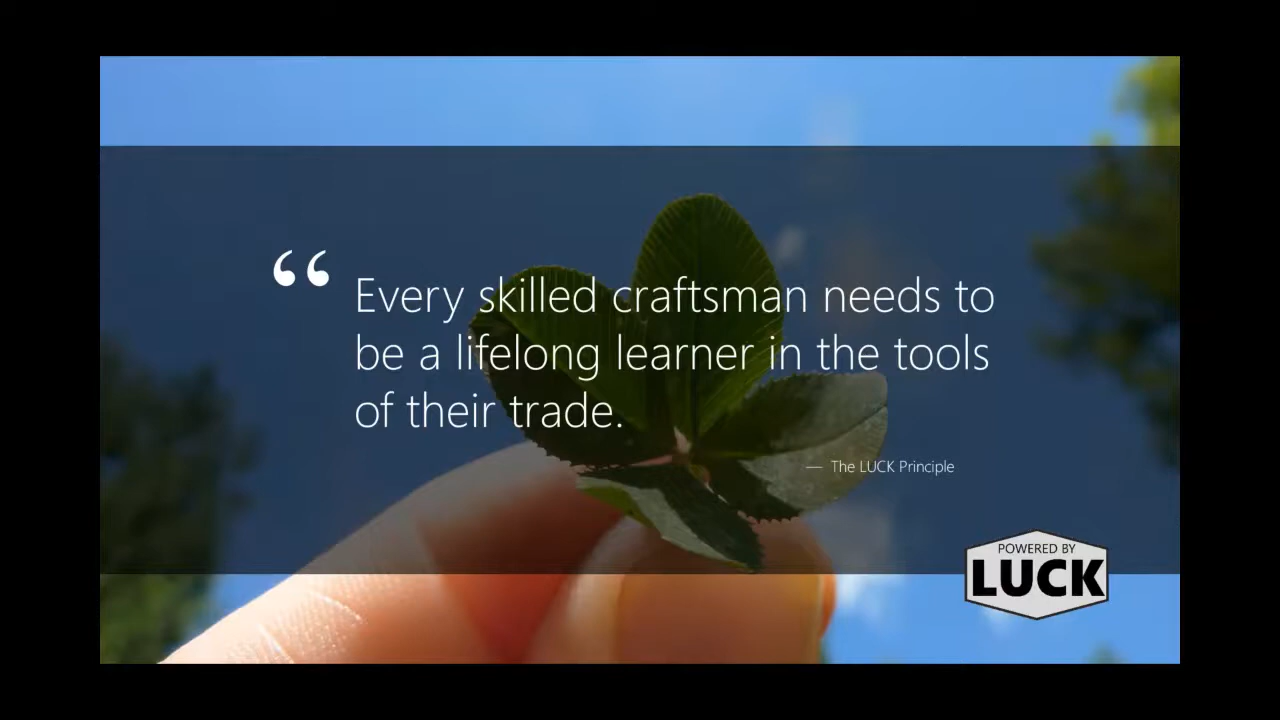 “
Every skilled craftsman needs to
be a lifelong learner in the tools
of their trade.
— The LUCK Principle
POWERED BY
LUCK